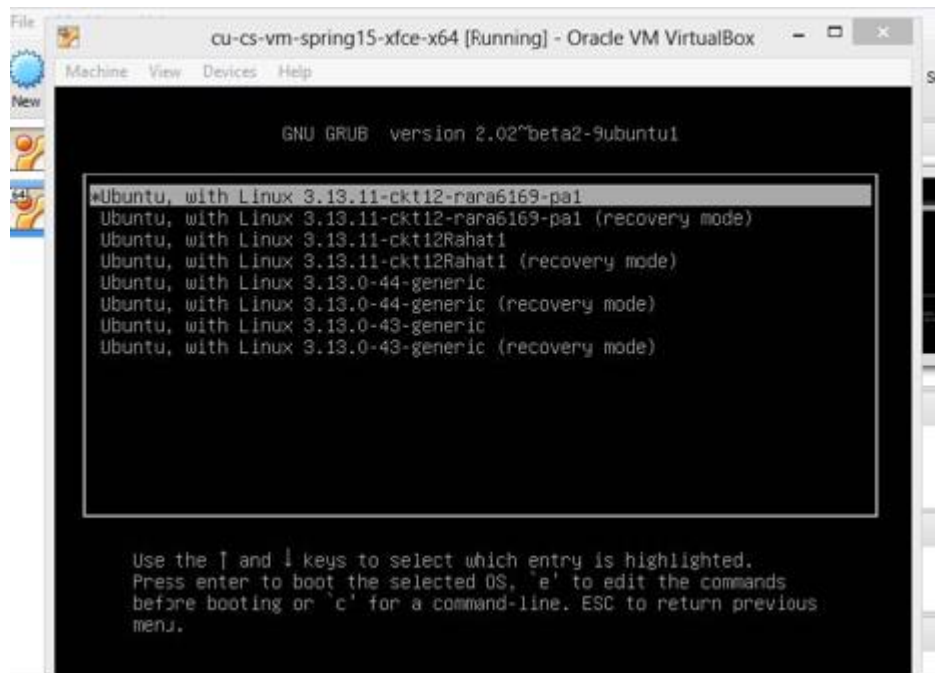 File
cu-cs-vm-spring15-xfce-x64 [Running] - Oracle VM VirtualBox
Machine View Devices Help
New
S
64
GNU GRUB version 2.02~beta2-9ubuntu1
*Ubuntu, with Linux 3.13.11-ckt12-rara6169-pa1
Ubuntu, with Linux 3.13.11-ckt12-rara6169-pa1 (recovery mode)
Ubuntu, with Linux 3.13.11-ckt12Rahat1
Ubuntu, with Linux 3.13.11-ckt12Rahat1 (recovery mode)
Ubuntu, with Linux 3.13.0-44-generic
Ubuntu, with Linux 3.13.0-44-generic (recovery mode)
Ubuntu, with Linux 3.13.0-43-generic
Ubuntu, with Linux 3.13.0-43-generic (recovery mode)
Use the ↑ and ↓ keys to select which entry is highlighted.
Press enter to boot the selected OS, `e' to edit the commands
before booting or `c' for a command-line. ESC to return previous
menu.